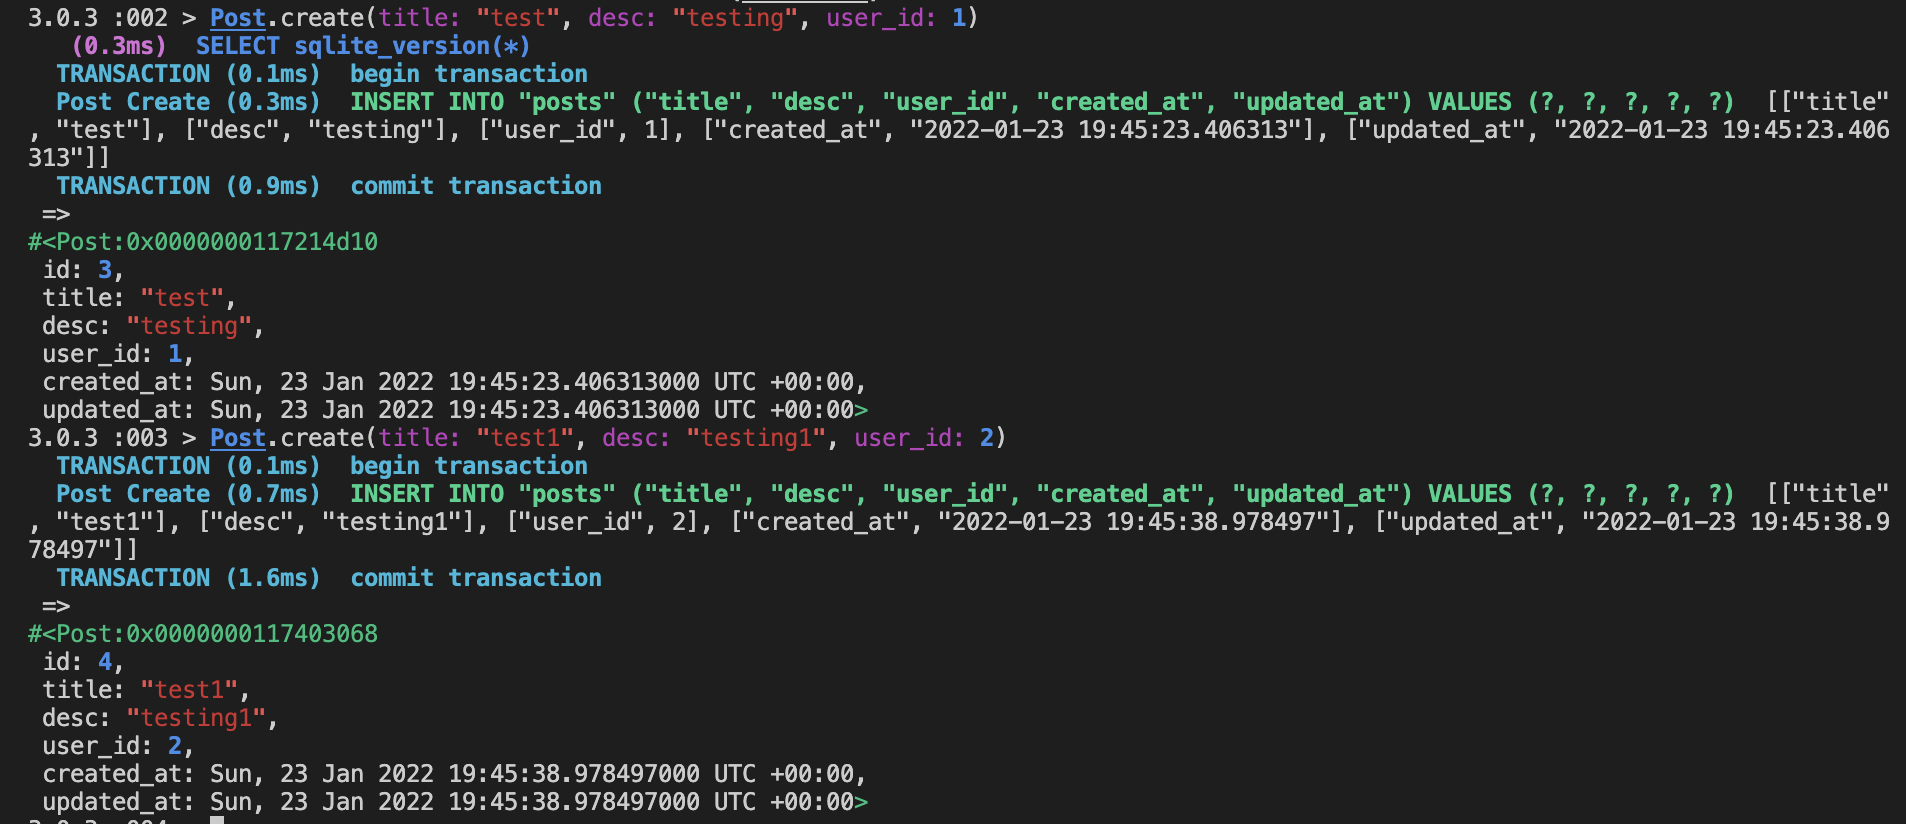 3.0.3 :002 > Post.create(title: "test", desc: "testing", user_id: 1)
(0.3ms)  SELECT sqlite_version(*)
TRANSACTION (0.1ms)  begin transaction
Post Create (0.3ms)  INSERT INTO "posts" ("title", "desc", "user_id", "created_at", "updated_at") VALUES (?, ?, ?, ?, ?)  [["title"
, "test"], ["desc", "testing"], ["user_id", 1], ["created_at", "2022-01-23 19:45:23.406313"], ["updated_at", "2022-01-23 19:45:23.406
313"]]
TRANSACTION (0.9ms)  commit transaction
=>
#<Post:0x0000000117214d10
id: 3,
title: "test",
desc: "testing",
user_id: 1,
created_at: Sun, 23 Jan 2022 19:45:23.406313000 UTC +00:00,
updated_at: Sun, 23 Jan 2022 19:45:23.406313000 UTC +00:00>
3.0.3 :003 > Post.create(title: "test1", desc: "testing1", user_id: 2)
TRANSACTION (0.1ms)  begin transaction
Post Create (0.7ms)  INSERT INTO "posts" ("title", "desc", "user_id", "created_at", "updated_at") VALUES (?, ?, ?, ?, ?)  [["title"
, "test1"], ["desc", "testing1"], ["user_id", 2], ["created_at", "2022-01-23 19:45:38.978497"], ["updated_at", "2022-01-23 19:45:38.9
78497"]]
TRANSACTION (1.6ms)  commit transaction
=>
#<Post:0x0000000117403068
id: 4,
title: "test1",
desc: "testing1",
user_id: 2,
created_at: Sun, 23 Jan 2022 19:45:38.978497000 UTC +00:00,
updated_at: Sun, 23 Jan 2022 19:45:38.978497000 UTC +00:00>